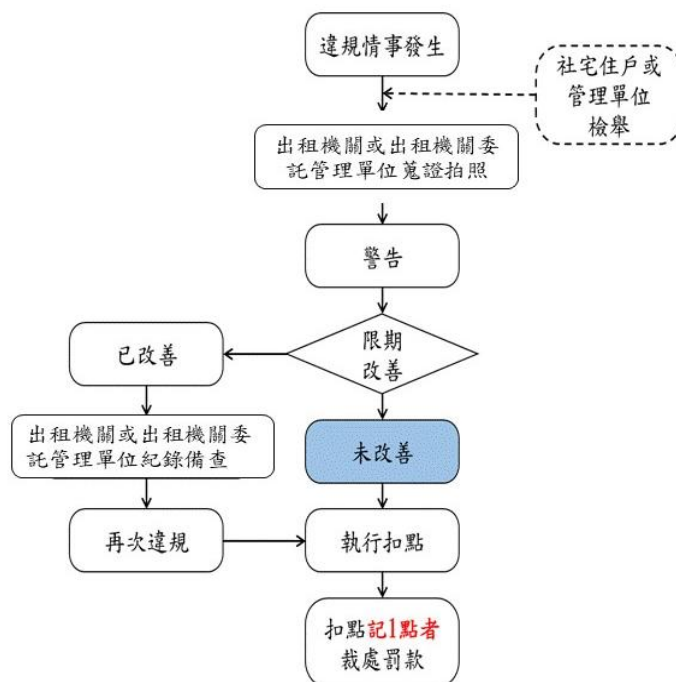 違規情事發生
社宅住戶或
管理單位
檢舉
出租機關或出租機關委
託管理單位蒐證拍照
警告
限期
改善
已改善
出租機關或出租機關委
託管理單位紀錄備查
未改善
再次違規
執行扣點
扣點記1點者
裁處罰款